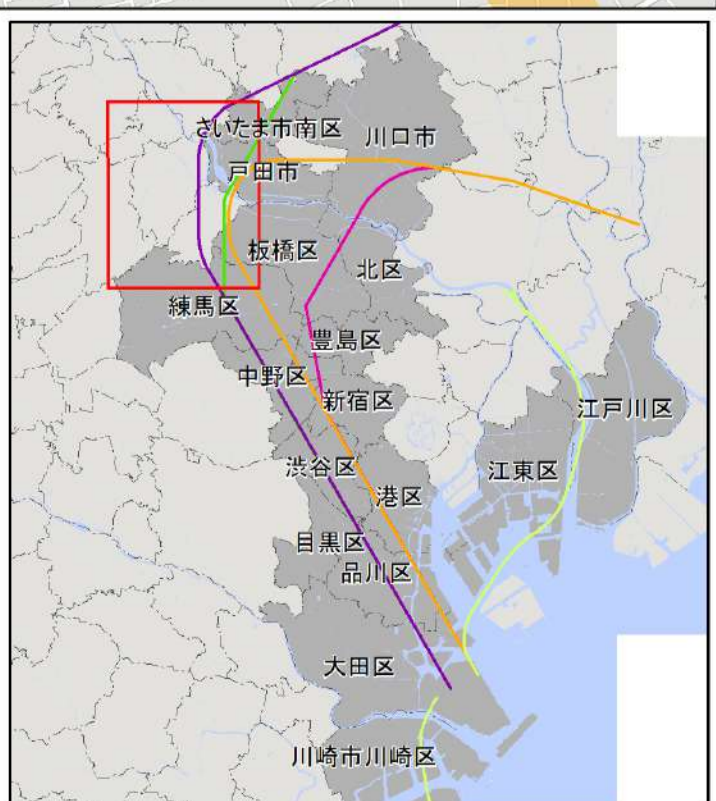 さいたま市南区
川口市
戸田市
板橋区
北区
練馬区
豊島区
中野区
新宿区
江戸川区
渋谷区
江東区
港区
目黒区
品川区
大田区
川崎市川崎区